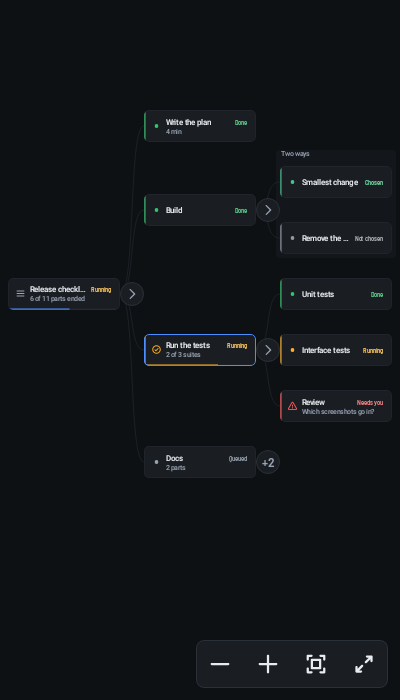 Write the plan
Done
4 min
Two ways
Smallest change
Chosen
Build
Done
Remove the ...
Not chosen
Release checkl...
Running
6 of 11 parts ended
Unit tests
Done
Run the tests
Running
2 of 3 suites
Interface tests
Running
Review
Needs you
Which screenshots go in?
Docs
Queued
2 parts
+2